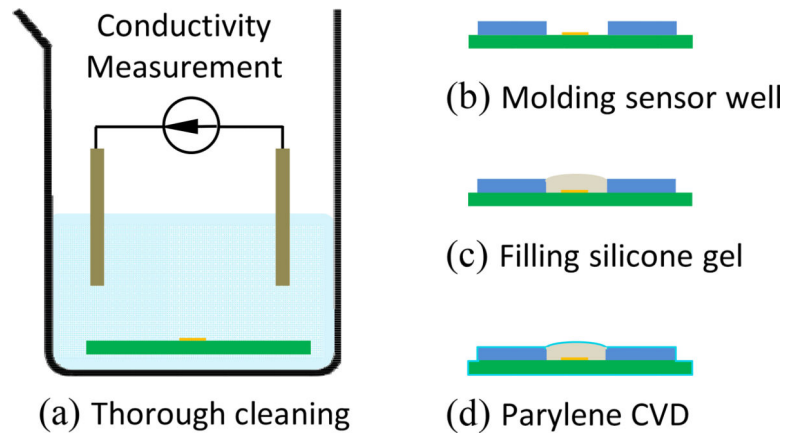 Conductivity
Measurement
(a) Thorough cleaning
(b) Molding sensor well
(c) Filling silicone gel
(d) Parylene CVD